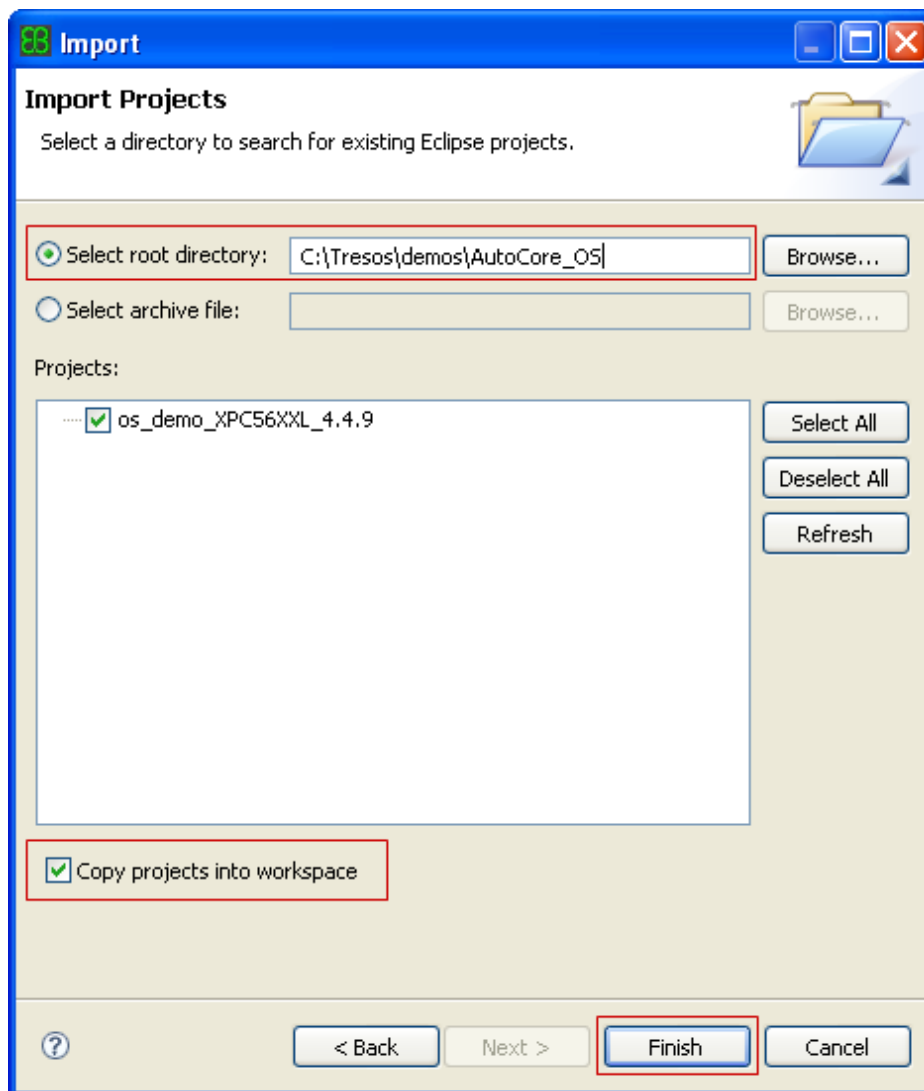 EB Import
Import Projects
Select a directory to search for existing Eclipse projects.
Select root directory: C:\Tresos\demos\AutoCore_OS Browse...
Select archive file: Browse...
Projects:
os_demo_XPC56XXL_4.4.9
Select All
Deselect All
Refresh
Copy projects into workspace
? < Back Next > Finish Cancel